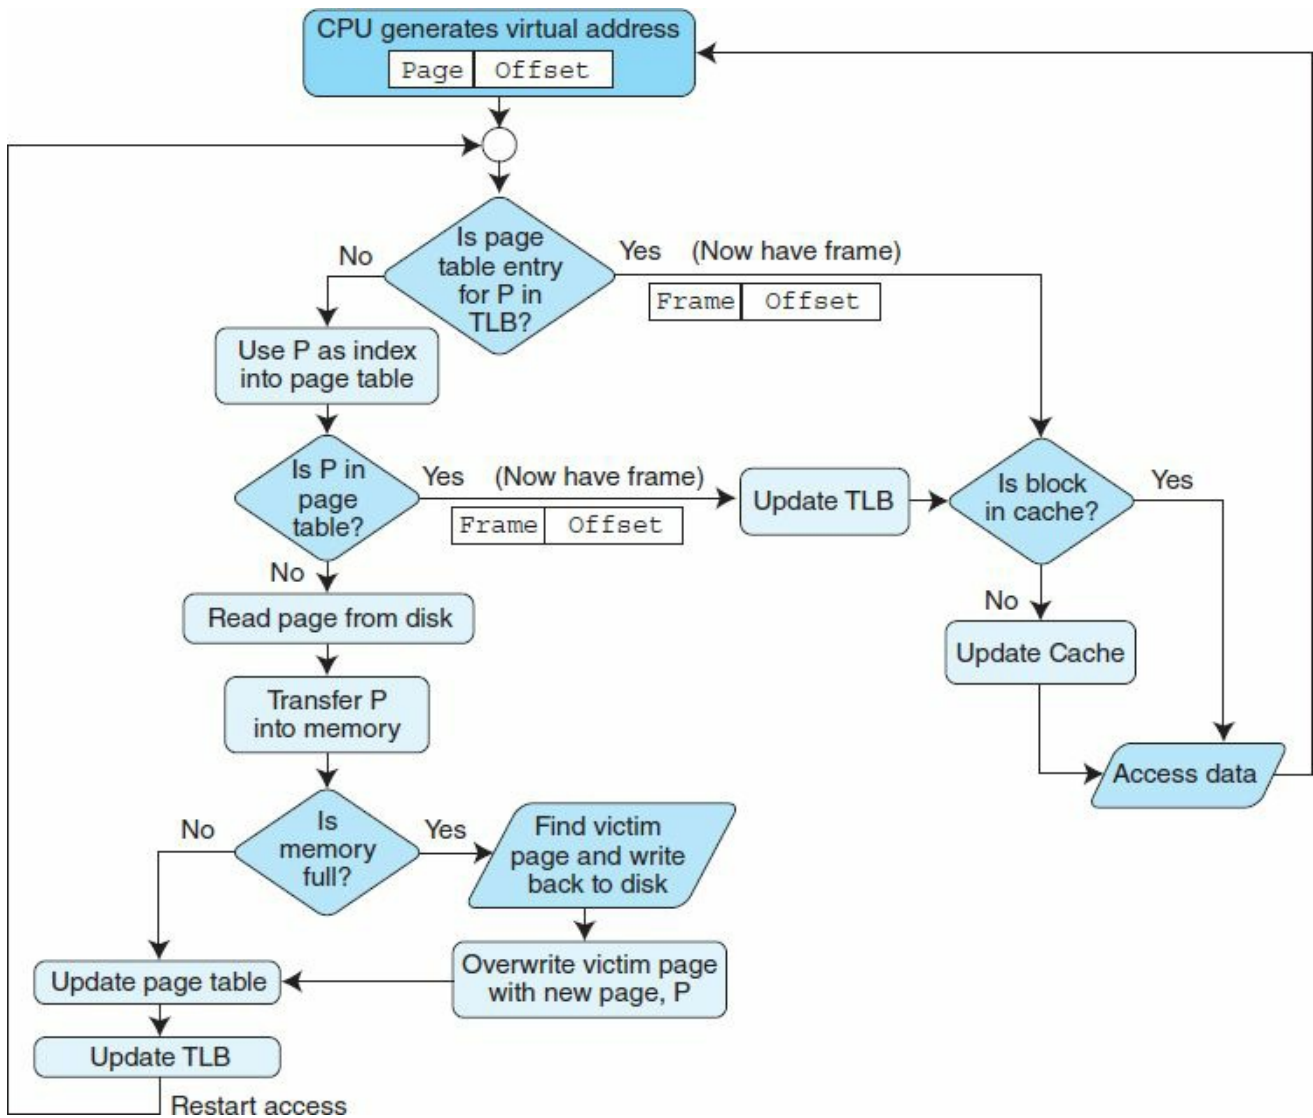 CPU generates virtual address
Page Offset
Is page
table entry
for P in
TLB?
No
Yes (Now have frame)
Frame Offset
Use P as index
into page table
Is P in
page
table?
Yes (Now have frame)
Frame Offset
Update TLB
Is block
in cache?
Yes
No
Update Cache
Access data
No
Read page from disk
Transfer P
into memory
Is
memory
full?
No
Yes
Find victim
page and write
back to disk
Overwrite victim page
with new page, P
Update page table
Update TLB
Restart access